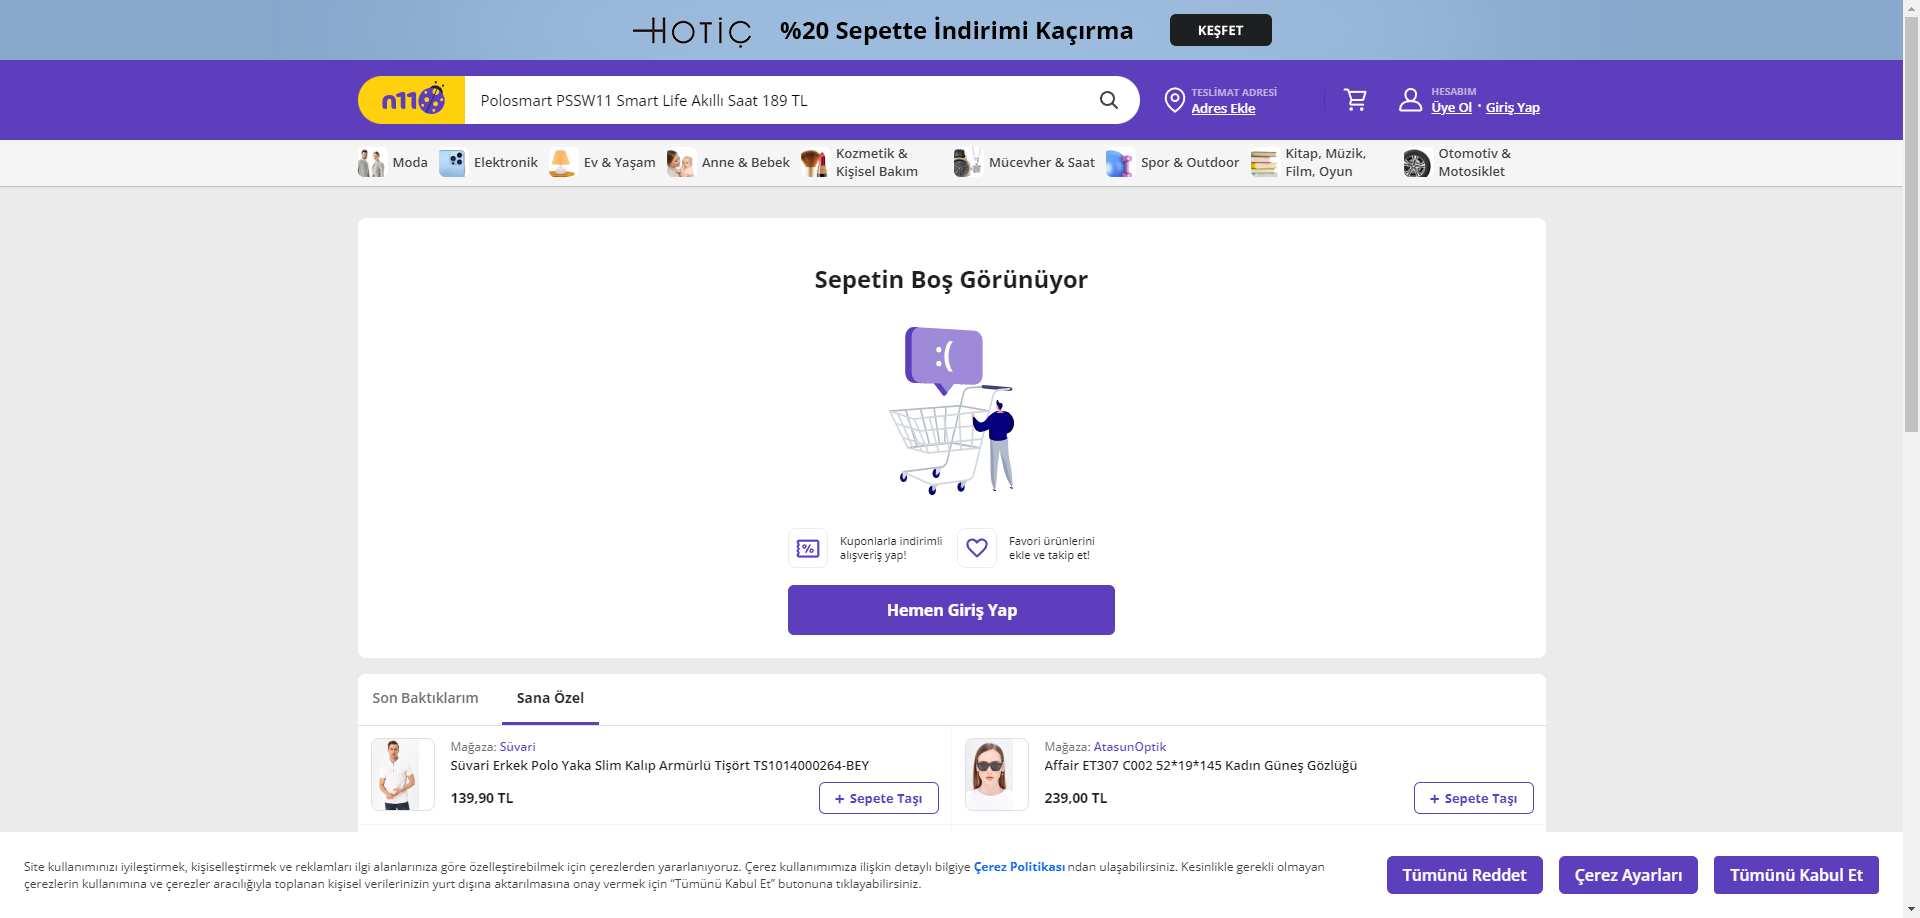 HOTİÇ %20 Sepette İndirimi Kaçırma KEŞFET
n11 Polosmart PSSW11 Smart Life Akıllı Saat 189 TL
TESLİMAT ADRESİ
Adres Ekle
HESABIM
Üye Ol · Giriş Yap
Moda
Elektronik
Ev & Yaşam
Anne & Bebek
Kozmetik &
Kişisel Bakım
Mücevher & Saat
Spor & Outdoor
Kitap, Müzik,
Film, Oyun
Otomotiv &
Motosiklet
Sepetin Boş Görünüyor
:(
Kuponlarla indirimli
alışveriş yap!
Favori ürünlerini
ekle ve takip et!
Hemen Giriş Yap
Son Baktıklarım Sana Özel
Mağaza: Süvari
Süvari Erkek Polo Yaka Slim Kalıp Armürlü Tişört TS1014000264-BEY
139,90 TL + Sepete Taşı
Mağaza: AtasunOptik
Affair ET307 C002 52*19*145 Kadın Güneş Gözlüğü
239,00 TL + Sepete Taşı
Site kullanımınızı iyileştirmek, kişiselleştirmek ve reklamları ilgi alanlarınıza göre özelleştirebilmek için çerezlerden yararlanıyoruz. Çerez kullanımımıza ilişkin detaylı bilgiye Çerez Politikası ndan ulaşabilirsiniz. Kesinlikle gerekli olmayan
çerezlerin kullanımına ve çerezler aracılığıyla toplanan kişisel verilerinizin yurt dışına aktarılmasına onay vermek için “Tümünü Kabul Et” butonuna tıklayabilirsiniz.
Tümünü Reddet Çerez Ayarları Tümünü Kabul Et